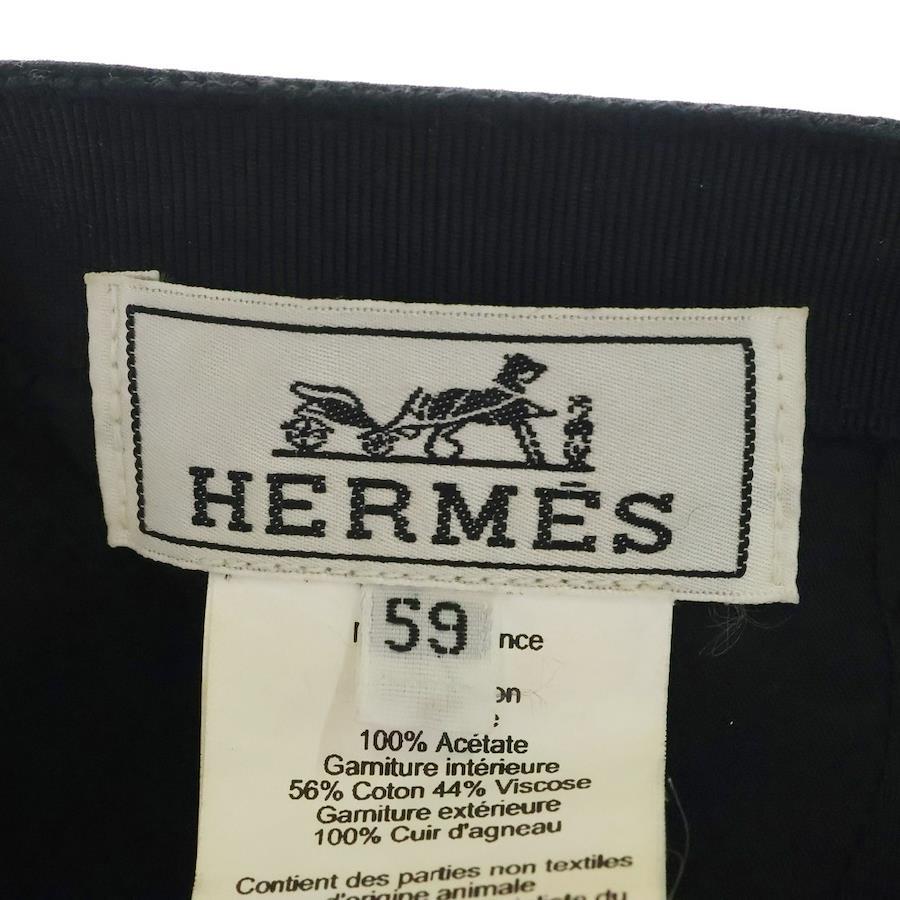 HERMÈS
59
nce
on
100% Acétate
Garniture intérieure
56% Coton 44% Viscose
Garniture extérieure
100% Cuir d'agneau
Contient des parties non textiles
d'origine animale